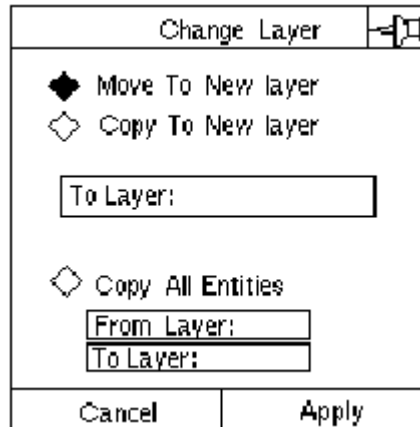 Change Layer
Move To New layer
Copy To New layer
To Layer:
Copy All Entities
From Layer:
To Layer:
Cancel Apply